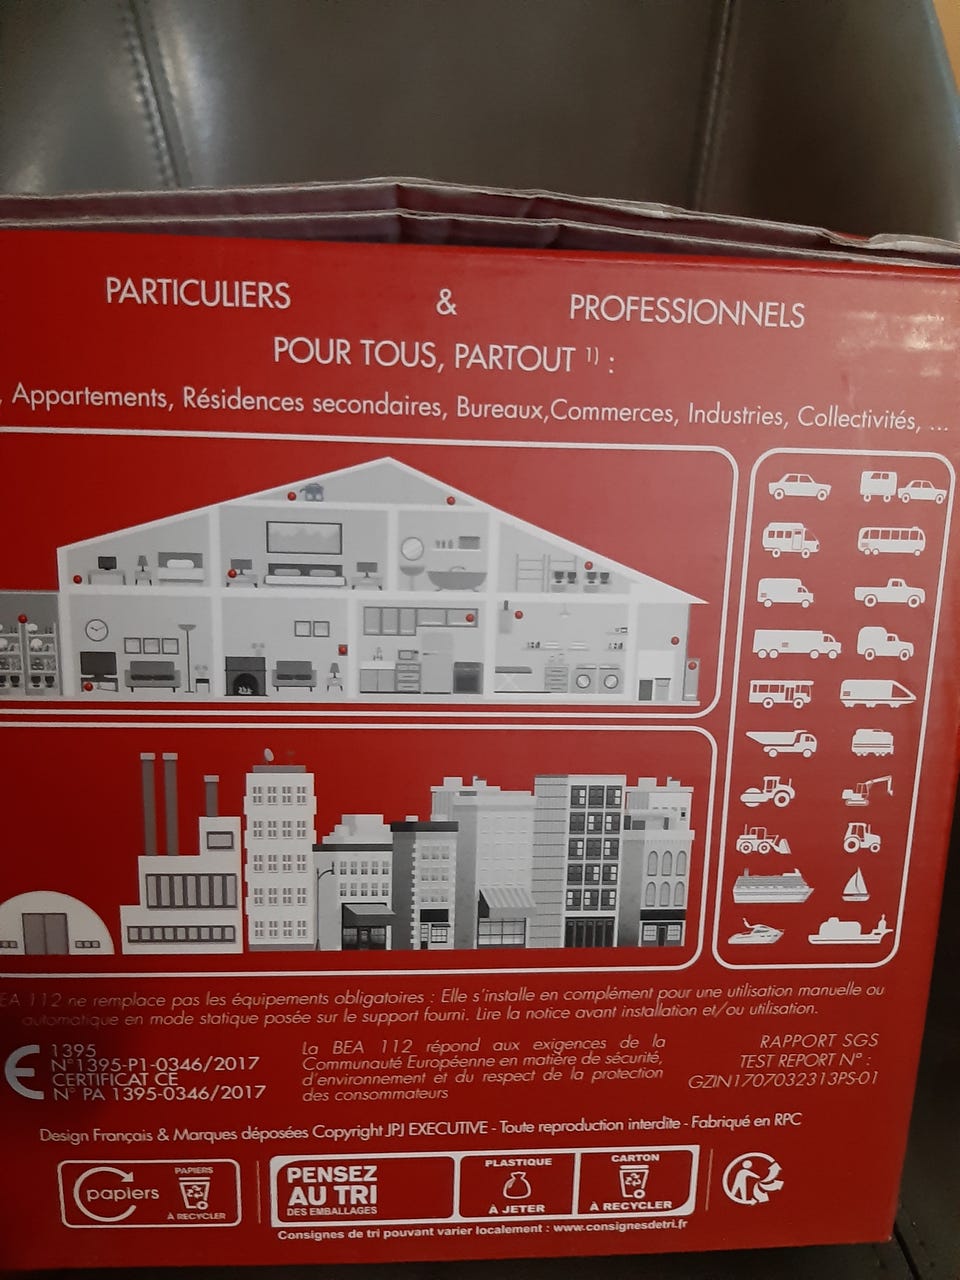 PARTICULIERS & PROFESSIONNELS
POUR TOUS, PARTOUT 1) :
, Appartements, Résidences secondaires, Bureaux,Commerces, Industries, Collectivités, ...
EA 112 ne remplace pas les équipements obligatoires : Elle s'installe en complément pour une utilisation manuelle ou
automatique en mode statique posée sur le support fourni. Lire la notice avant installation et/ou utilisation.
CE 1395
N°1395-P1-0346/2017
CERTIFICAT CE
N° PA 1395-0346/2017
La BEA 112 répond aux exigences de la
Communauté Européenne en matière de sécurité,
d'environnement et du respect de la protection
des consommateurs
RAPPORT SGS
TEST REPORT N° :
GZIN1707032313PS-01
Design Français & Marques déposées Copyright JPJ EXECUTIVE - Toute reproduction interdite - Fabriqué en RPC
papiers
PAPIERS
À RECYCLER
PENSEZ
AU TRI
DES EMBALLAGES
PLASTIQUE
À JETER
CARTON
À RECYCLER
Consignes de tri pouvant varier localement : www.consignesdetri.fr